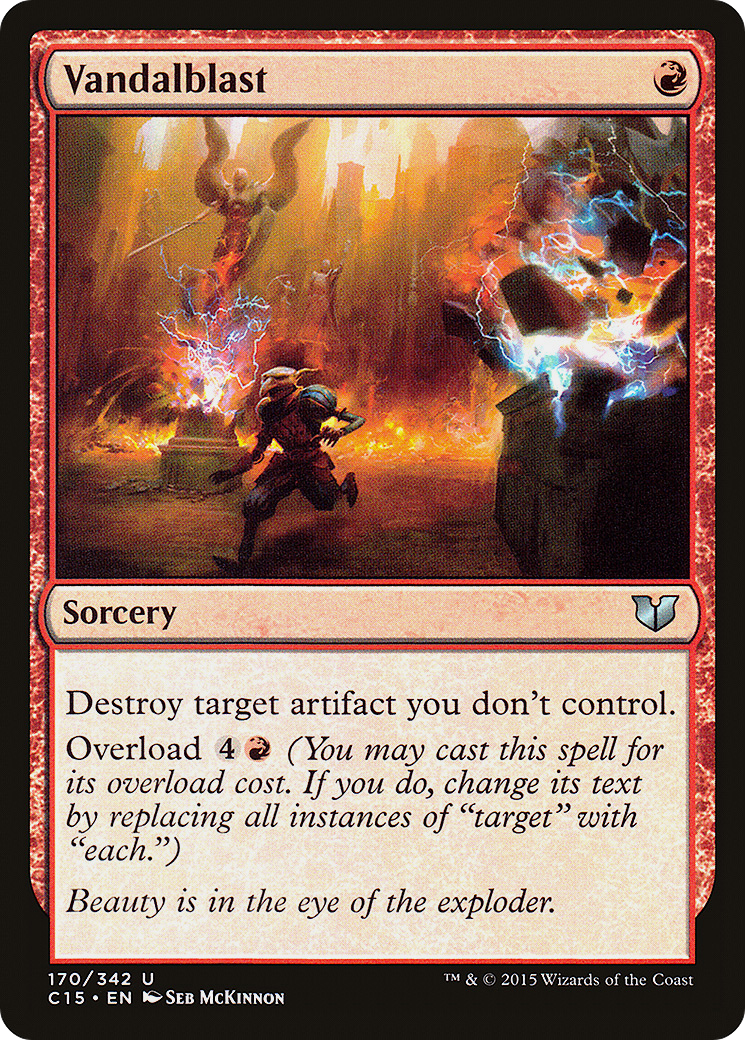 Vandalblast
Sorcery
Destroy target artifact you don't control.
Overload 4 (You may cast this spell for
its overload cost. If you do, change its text
by replacing all instances of “target” with
“each.”)
Beauty is in the eye of the exploder.
170/342 U
™ & © 2015 Wizards of the Coast
C15 • EN Seb McKinnon